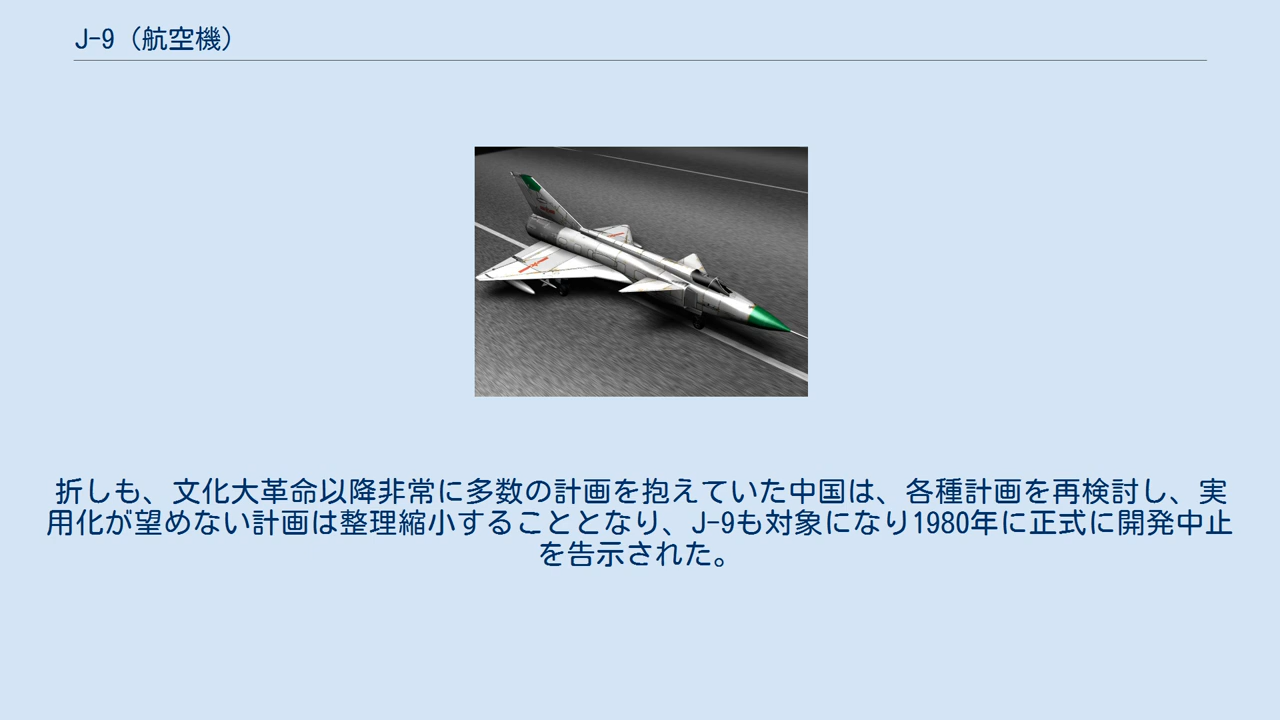 J-9（航空機）
折しも、文化大革命以降非常に多数の計画を抱えていた中国は、各種計画を再検討し、実
用化が望めない計画は整理縮小することとなり、J-9も対象になり1980年に正式に開発中止
を告示された。